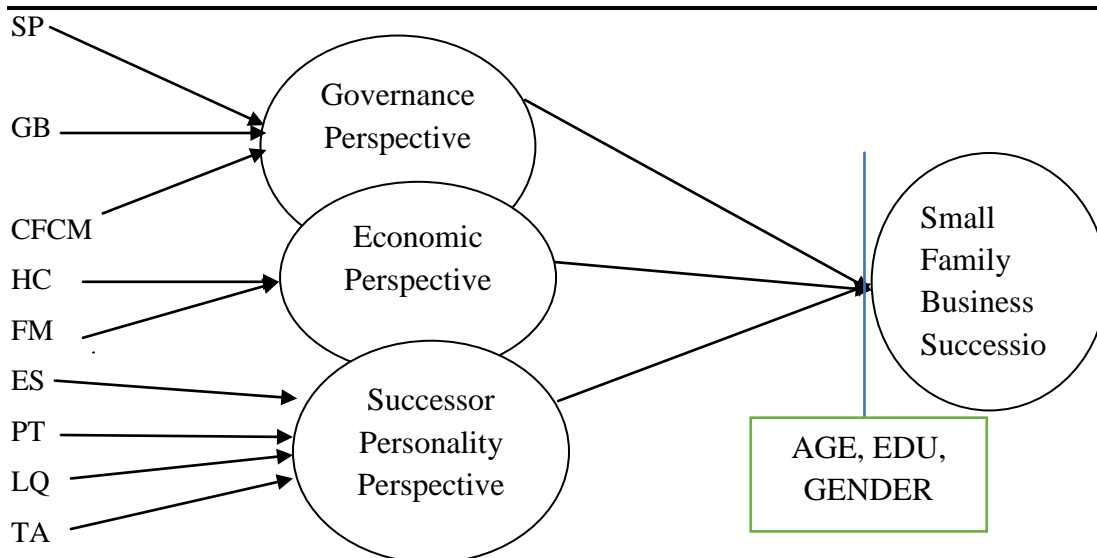 SP
GB
CFCM
HC
FM
ES
PT
LQ
TA
Governance
Perspective
Economic
Perspective
Successor
Personality
Perspective
Small
Family
Business
Successio
AGE, EDU,
GENDER